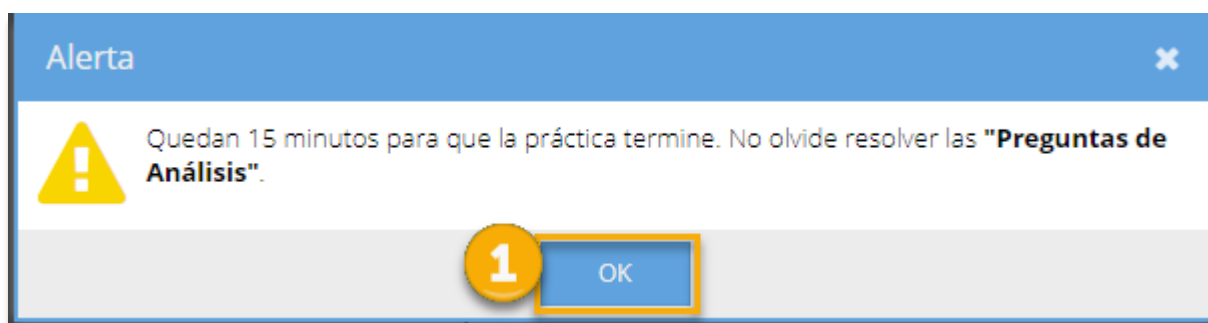 Alerta
Quedan 15 minutos para que la práctica termine. No olvide resolver las "Preguntas de
Análisis".
1
OK